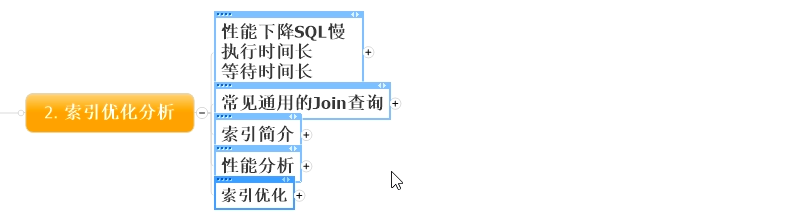 2. 索引优化分析
性能下降SQL慢
执行时间长
等待时间长
常见通用的Join查询
索引简介
性能分析
索引优化